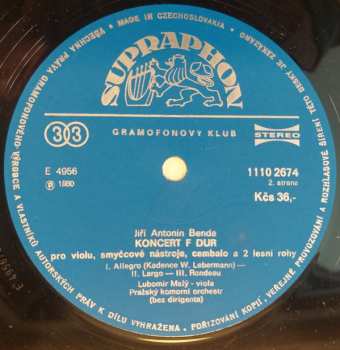 VŠECHNA PRÁVA GRAMOFONOVÉHO VÝROBCE A VLASTNÍKŮ AUTORSKÝCH PRÁV K DÍLU VYHRAŽENA. POŘIZOVÁNÍ KOPIÍ, VEŘEJNÉ PROVOZOVÁNÍ A ROZHLASOVÉ ŠÍŘENÍ TÉTO DESKY JE ZAKÁZÁNO
MADE IN CZECHOSLOVAKIA
SUPRAPHON
33
GRAMOFONOVÝ KLUB
STEREO
E 4956
Ⓟ 1980
1110 2674
2. strana
Kčs 36,-
Jiří Antonín Benda
KONCERT F DUR
pro violu, smyčcové nástroje, cembalo a 2 lesní rohy
I. Allegro (Kadence W. Lebermann)—
II. Largo — III. Rondeau
Lubomír Malý - viola
Pražský komorní orchestr
(bez dirigenta)